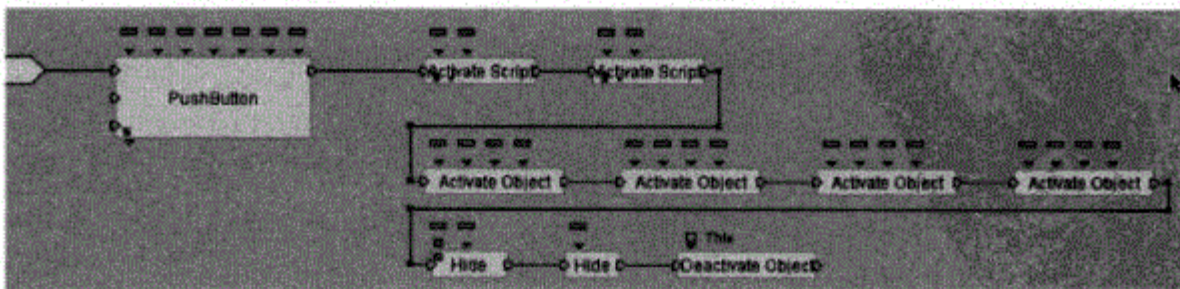 PushButton
Activate Script
Activate Script
Activate Object
Activate Object
Activate Object
Activate Object
This
Hide
Hide
Deactivate Object